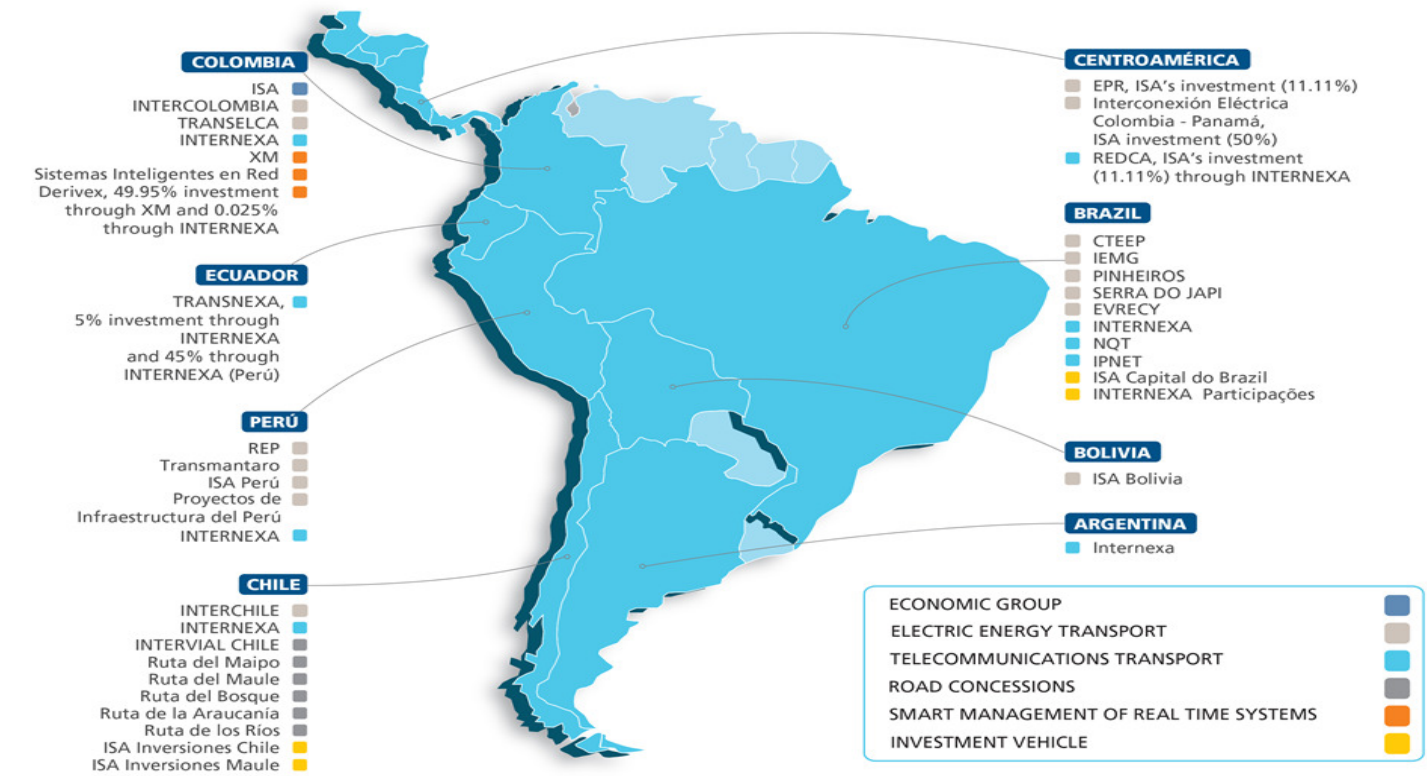 COLOMBIA
ISA
INTERCOLOMBIA
TRANSELCA
INTERNEXA
XM
Sistemas Inteligentes en Red
Derivex, 49.95% investment
through XM and 0.025%
through INTERNEXA
ECUADOR
TRANSNEXA,
5% investment through
INTERNEXA
and 45% through
INTERNEXA (Perú)
PERÚ
REP
Transmantaro
ISA Perú
Proyectos de
Infraestructura del Perú
INTERNEXA
CHILE
INTERCHILE
INTERNEXA
INTERVIAL CHILE
Ruta del Maipo
Ruta del Maule
Ruta del Bosque
Ruta de la Araucanía
Ruta de los Ríos
ISA Inversiones Chile
ISA Inversiones Maule
CENTROAMÉRICA
EPR, ISA’s investment (11.11%)
Interconexión Eléctrica
Colombia - Panamá,
ISA investment (50%)
REDCA, ISA’s investment
(11.11%) through INTERNEXA
BRAZIL
CTEEP
IEMG
PINHEIROS
SERRA DO JAPI
EVRECY
INTERNEXA
NQT
IPNET
ISA Capital do Brazil
INTERNEXA Participações
BOLIVIA
ISA Bolivia
ARGENTINA
Internexa
ECONOMIC GROUP
ELECTRIC ENERGY TRANSPORT
TELECOMMUNICATIONS TRANSPORT
ROAD CONCESSIONS
SMART MANAGEMENT OF REAL TIME SYSTEMS
INVESTMENT VEHICLE